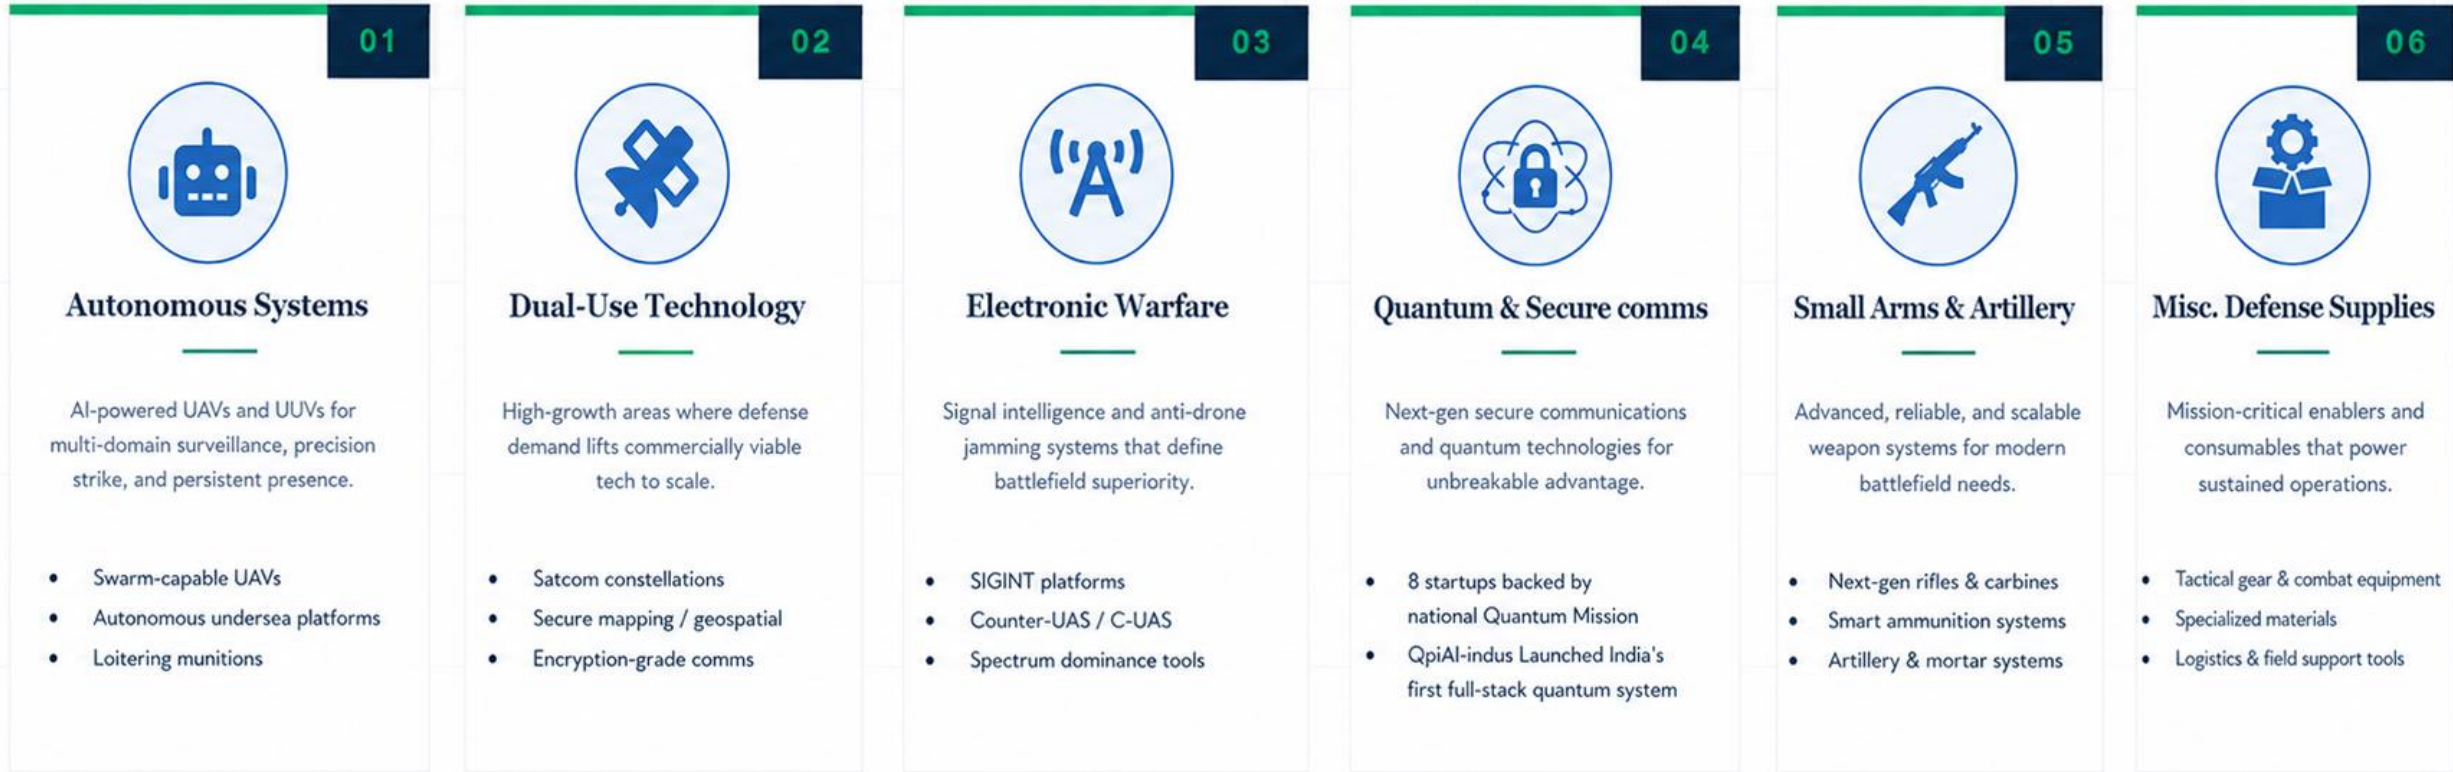 01
Autonomous Systems
AI-powered UAVs and UUVs for
multi-domain surveillance, precision
strike, and persistent presence.
• Swarm-capable UAVs
• Autonomous undersea platforms
• Loitering munitions
02
Dual-Use Technology
High-growth areas where defense
demand lifts commercially viable
tech to scale.
• Satcom constellations
• Secure mapping / geospatial
• Encryption-grade comms
03
Electronic Warfare
Signal intelligence and anti-drone
jamming systems that define
battlefield superiority.
• SIGINT platforms
• Counter-UAS / C-UAS
• Spectrum dominance tools
04
Quantum & Secure comms
Next-gen secure communications
and quantum technologies for
unbreakable advantage.
• 8 startups backed by
national Quantum Mission
• QpiAI-indus Launched India's
first full-stack quantum system
05
Small Arms & Artillery
Advanced, reliable, and scalable
weapon systems for modern
battlefield needs.
• Next-gen rifles & carbines
• Smart ammunition systems
• Artillery & mortar systems
06
Misc. Defense Supplies
Mission-critical enablers and
consumables that power
sustained operations.
• Tactical gear & combat equipment
• Specialized materials
• Logistics & field support tools